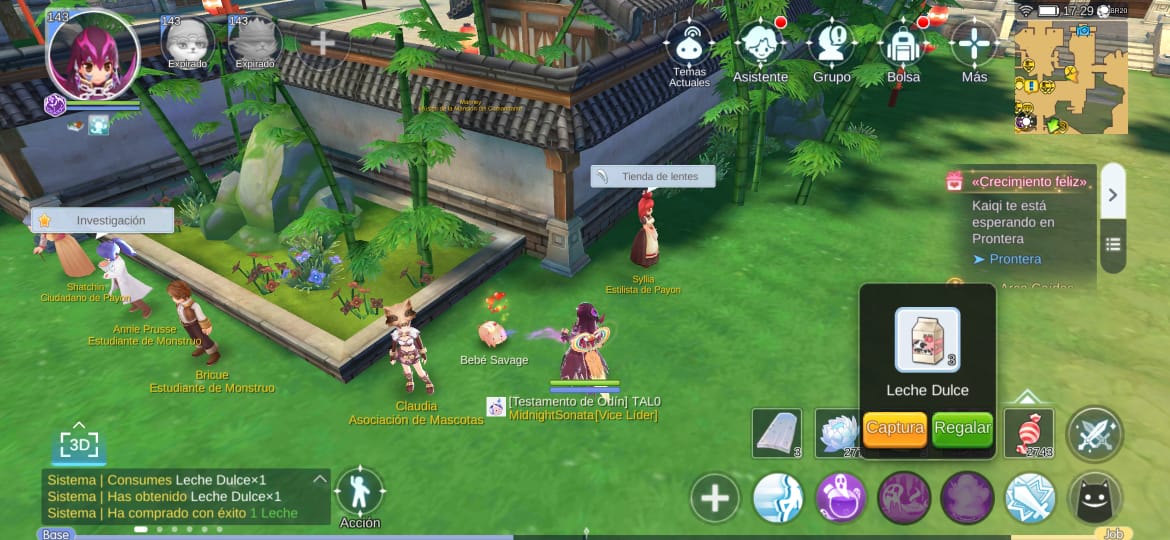 143
143
Expirado
143
Expirado
Temas
Actuales
Asistente
Grupo
Bolsa
Más
17:29
BR20
Tienda de lentes
Investigación
«Crecimiento feliz»
Kaiqi te está
esperando en
Prontera
Prontera
Shatchin
Ciudadano de Payon
Annie Prusse
Estudiante de Monstruo
Bricue
Estudiante de Monstruo
Claudia
Asociación de Mascotas
Bebé Savage
Syllia
Estilista de Payon
[Testamento de Odín] TAL0
MidnightSonata[Vice Líder]
3
Leche Dulce
Captura
Regalar
3
2743
3D
Sistema | Consumes Leche Dulce×1
Sistema | Has obtenido Leche Dulce×1
Sistema | Ha comprado con éxito 1 Leche
Acción
Base
Job